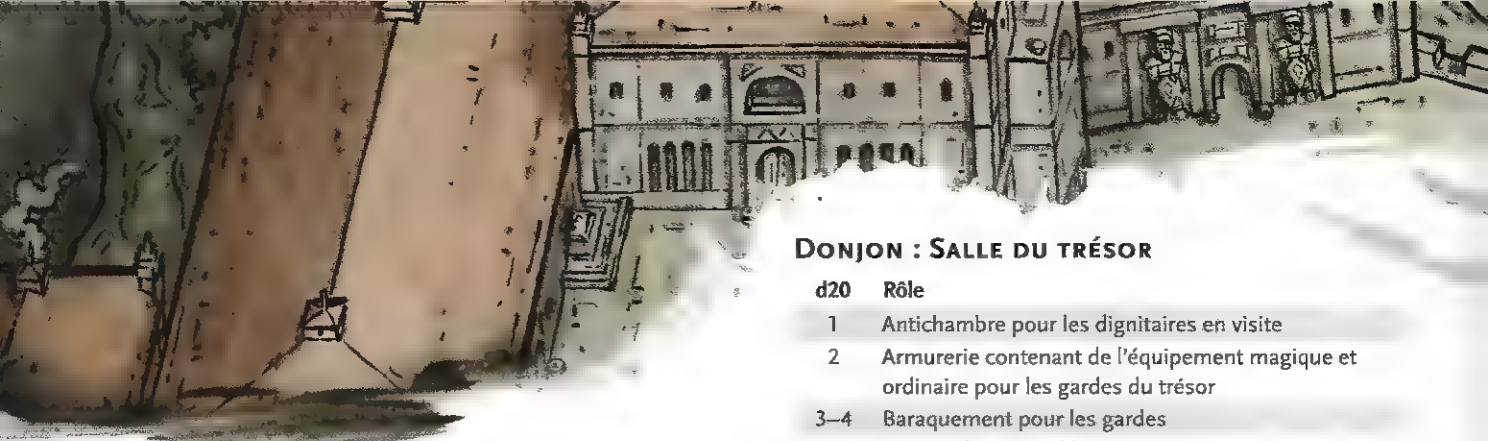 DONJON : SALLE DU TRÉSOR
d20 Rôle
1 Antichambre pour les dignitaires en visite
2 Armurerie contenant de l'équipement magique et
ordinaire pour les gardes du trésor
3–4 Baraquement pour les gardes